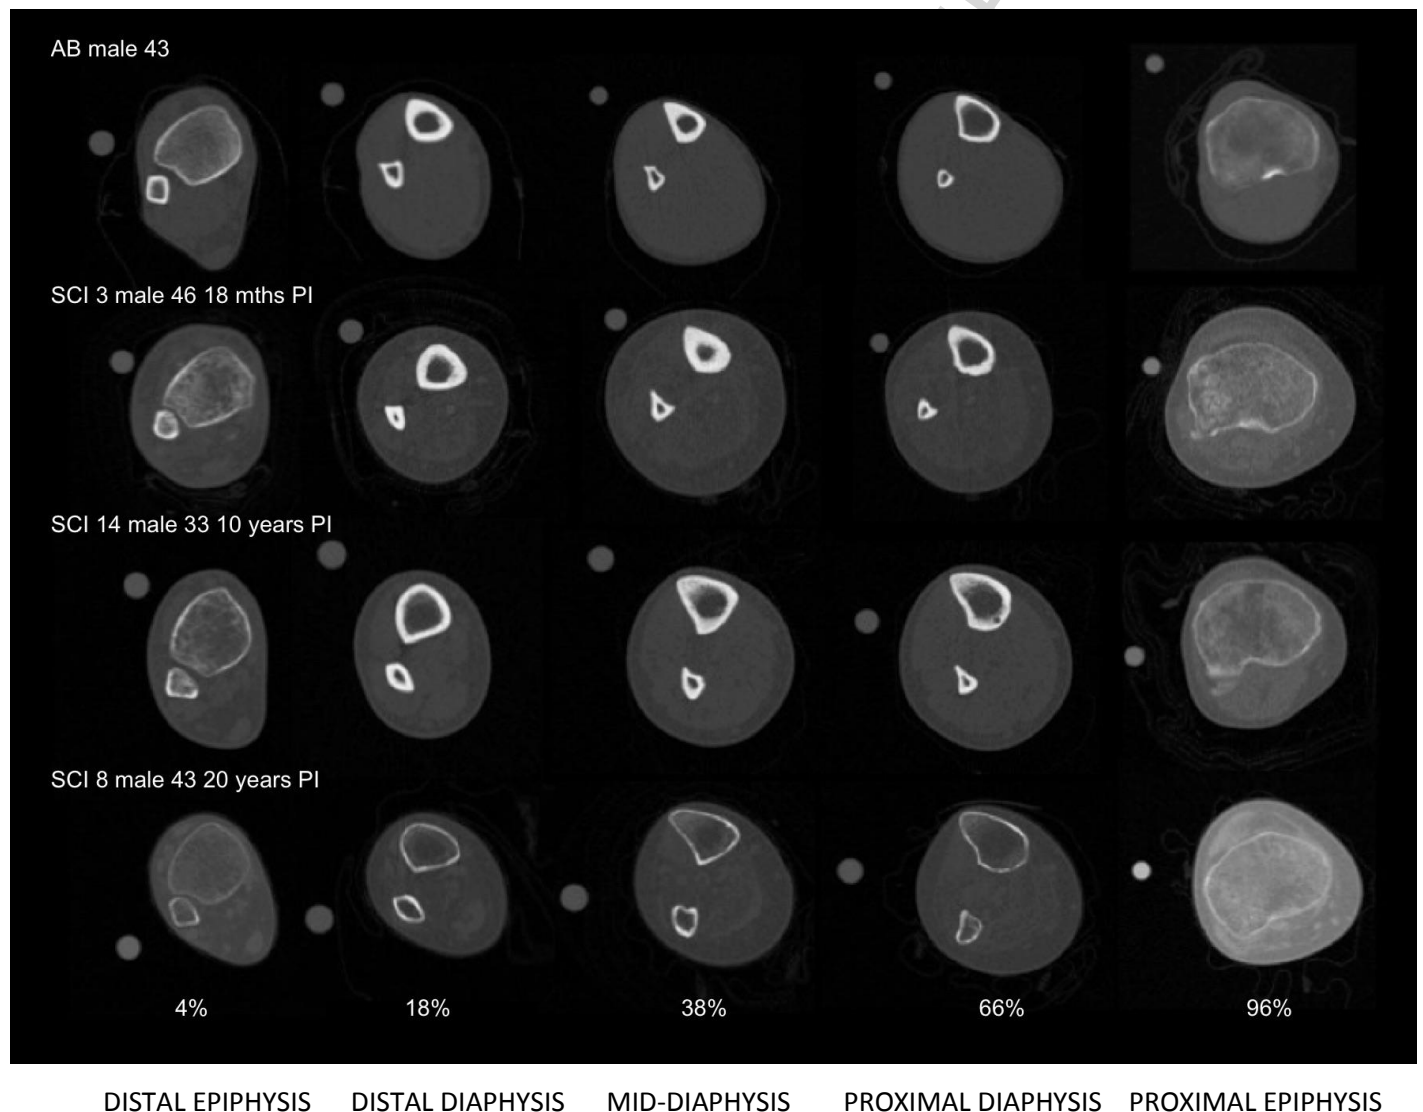 AB male 43
SCI 3 male 46 18 mths PI
SCI 14 male 33 10 years PI
SCI 8 male 43 20 years PI
4% 18% 38% 66% 96%
DISTAL EPIPHYSIS DISTAL DIAPHYSIS MID-DIAPHYSIS PROXIMAL DIAPHYSIS PROXIMAL EPIPHYSIS